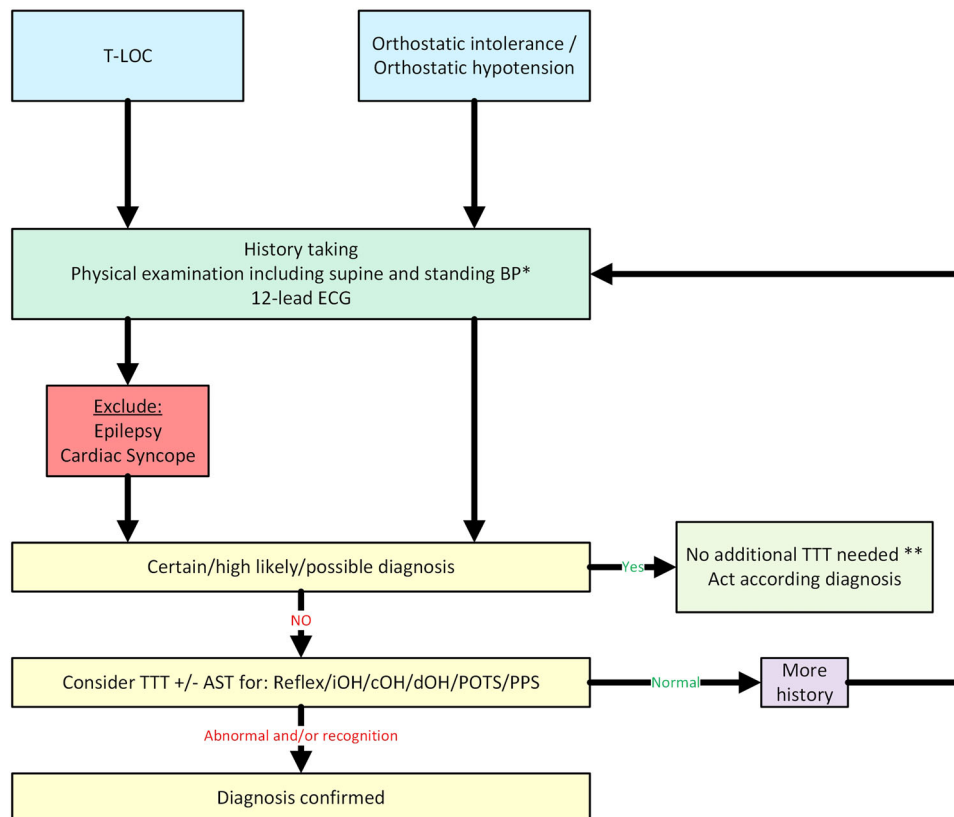 T-LOC
Orthostatic intolerance /
Orthostatic hypotension
History taking
Physical examination including supine and standing BP*
12-lead ECG
Exclude:
Epilepsy
Cardiac Syncope
Certain/high likely/possible diagnosis
Yes
No additional TTT needed **
Act according diagnosis
NO
Consider TTT +/- AST for: Reflex/iOH/cOH/dOH/POTS/PPS
Normal
More
history
Abnormal and/or recognition
Diagnosis confirmed